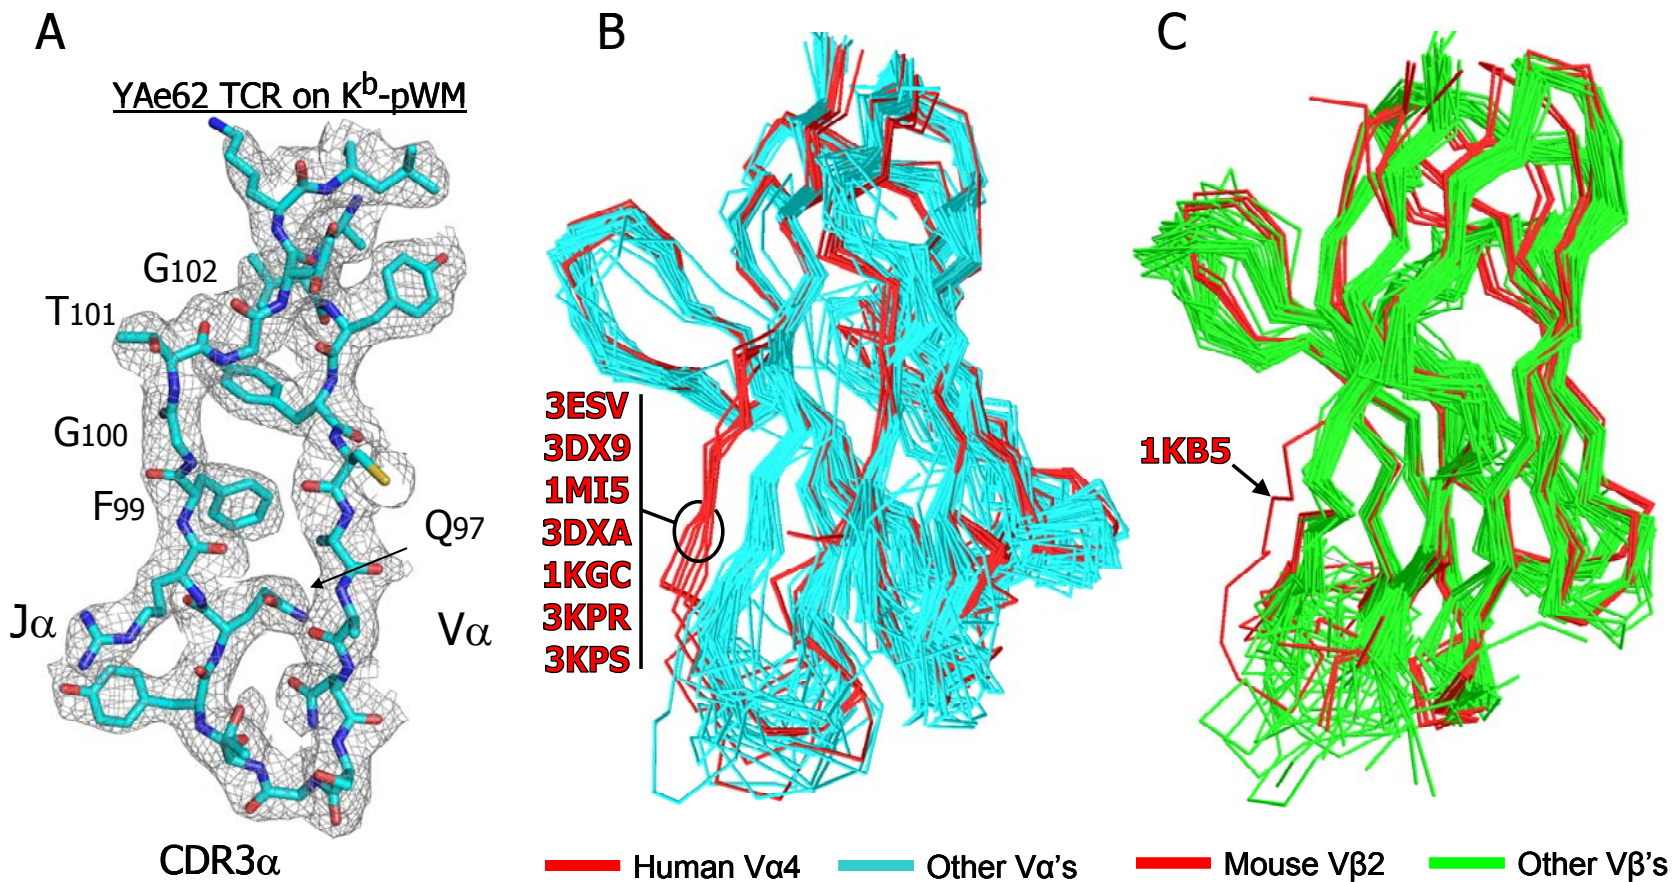 A
YAe62 TCR on Kb-pWM
G102
T101
G100
F99
Q97
Jα
Vα
CDR3α
B
3ESV
3DX9
1MI5
3DXA
1KGC
3KPR
3KPS
Human Vα4
Other Vα's
C
1KB5
Mouse Vβ2
Other Vβ's